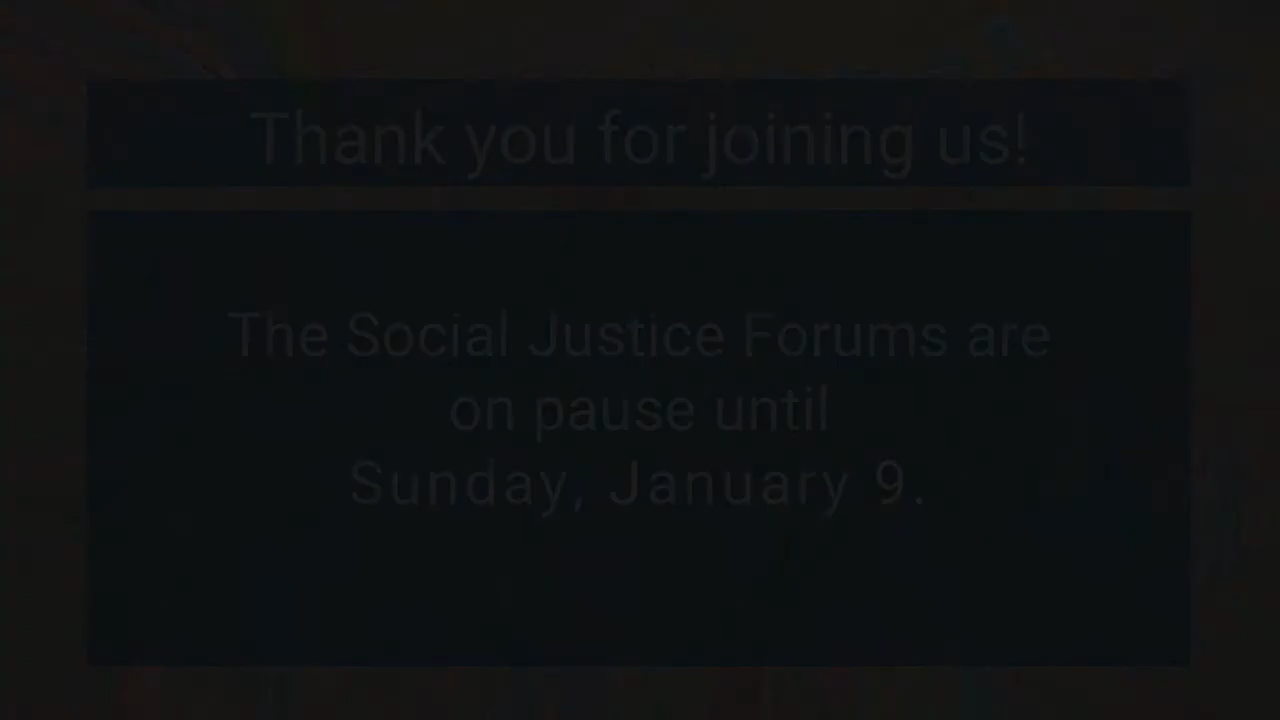 Thank you for joining us!
The Social Justice Forums are
on pause until
Sunday, January 9.